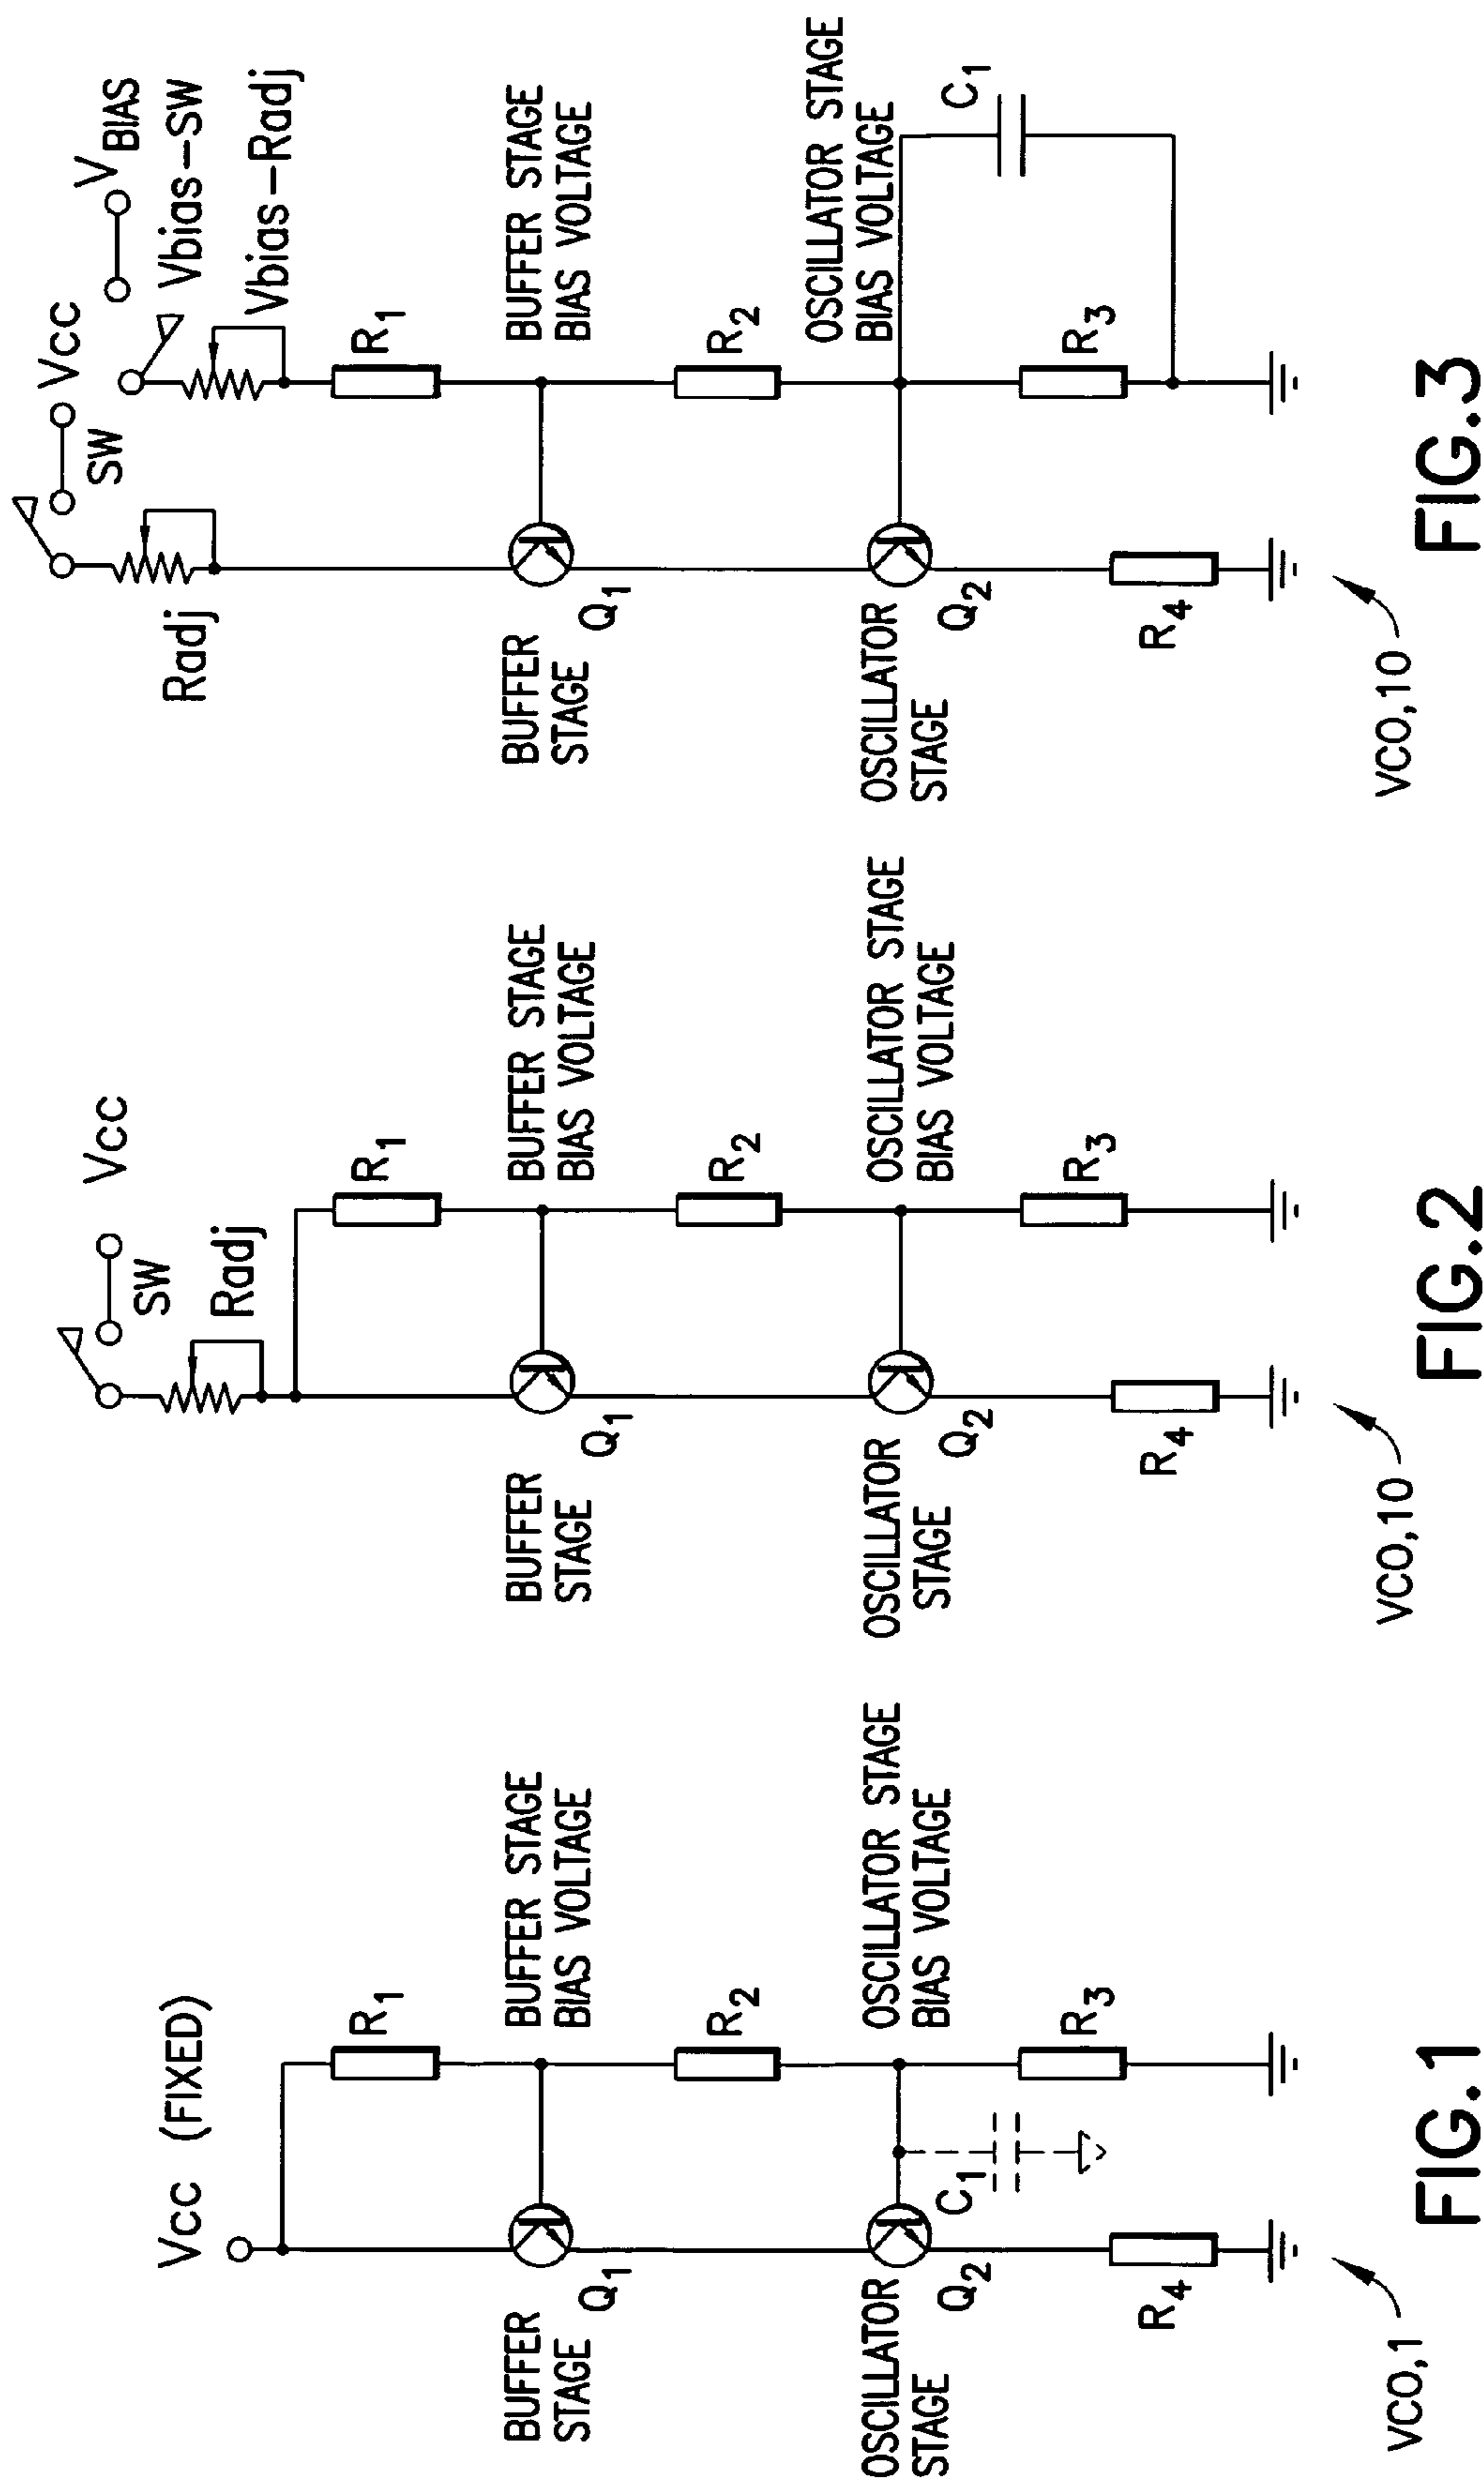 Vcc (FIXED)
R1
BUFFER STAGE
BIAS VOLTAGE
BUFFER
STAGE
Q1
R2
OSCILLATOR STAGE
BIAS VOLTAGE
OSCILLATOR
STAGE
Q2
C1
R3
R4
VCO,1
FIG.1
Vcc
SW
Radj
R1
BUFFER STAGE
BIAS VOLTAGE
BUFFER
STAGE
Q1
R2
OSCILLATOR STAGE
BIAS VOLTAGE
OSCILLATOR
STAGE
Q2
R3
R4
VCO,10
FIG.2
Vcc
SW
VBIAS
Vbias-SW
Vbias-Radj
Radj
R1
BUFFER STAGE
BIAS VOLTAGE
BUFFER
STAGE
Q1
R2
OSCILLATOR STAGE
BIAS VOLTAGE
OSCILLATOR
STAGE
Q2
C1
R3
R4
VCO,10
FIG.3